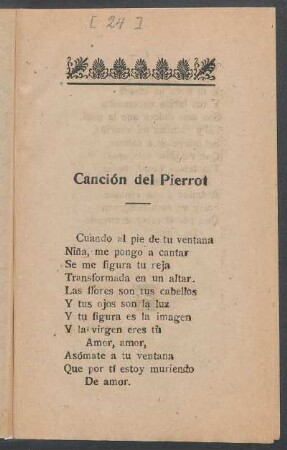 [ 24 ]
Canción del Pierrot
Cuando al pie de tu ventana
Niña, me pongo a cantar
Se me figura tu reja
Transformada en un altar.
Las flores son tus cabellos
Y tus ojos son la luz
Y tu figura es la imagen
Y la virgen eres tú
Amor, amor,
Asómate a tu ventana
Que por tí estoy muriendo
De amor.